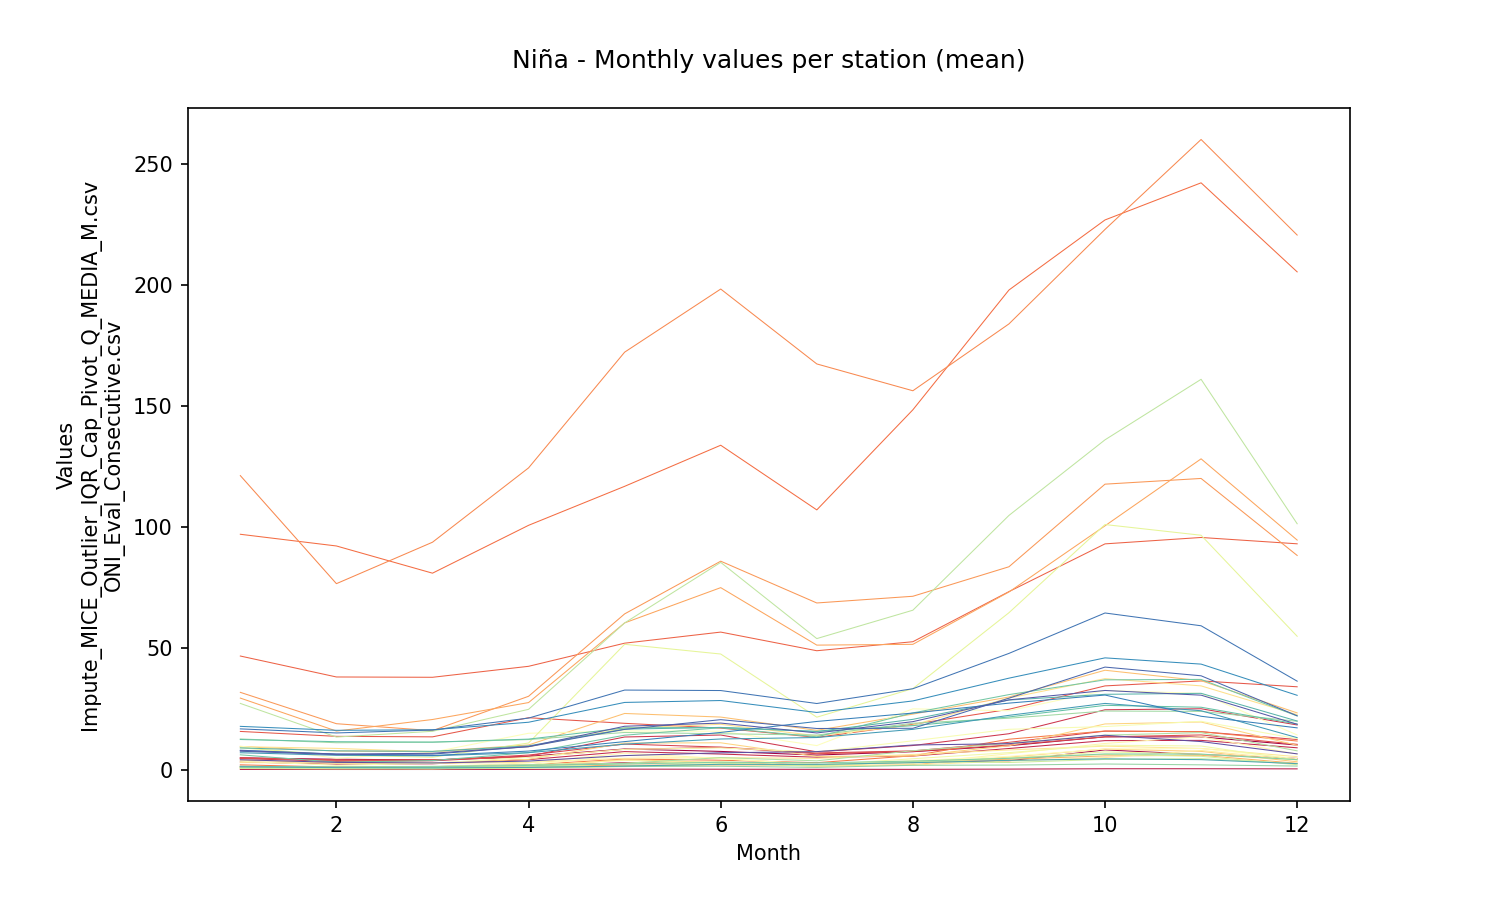 Niña - Monthly values per station (mean)
Values
Impute_MICE_Outlier_IQR_Cap_Pivot_Q_MEDIA_M.csv
ONI_Eval_Consecutive.csv
250
200
150
100
50
0
2 4 6 8 10 12
Month